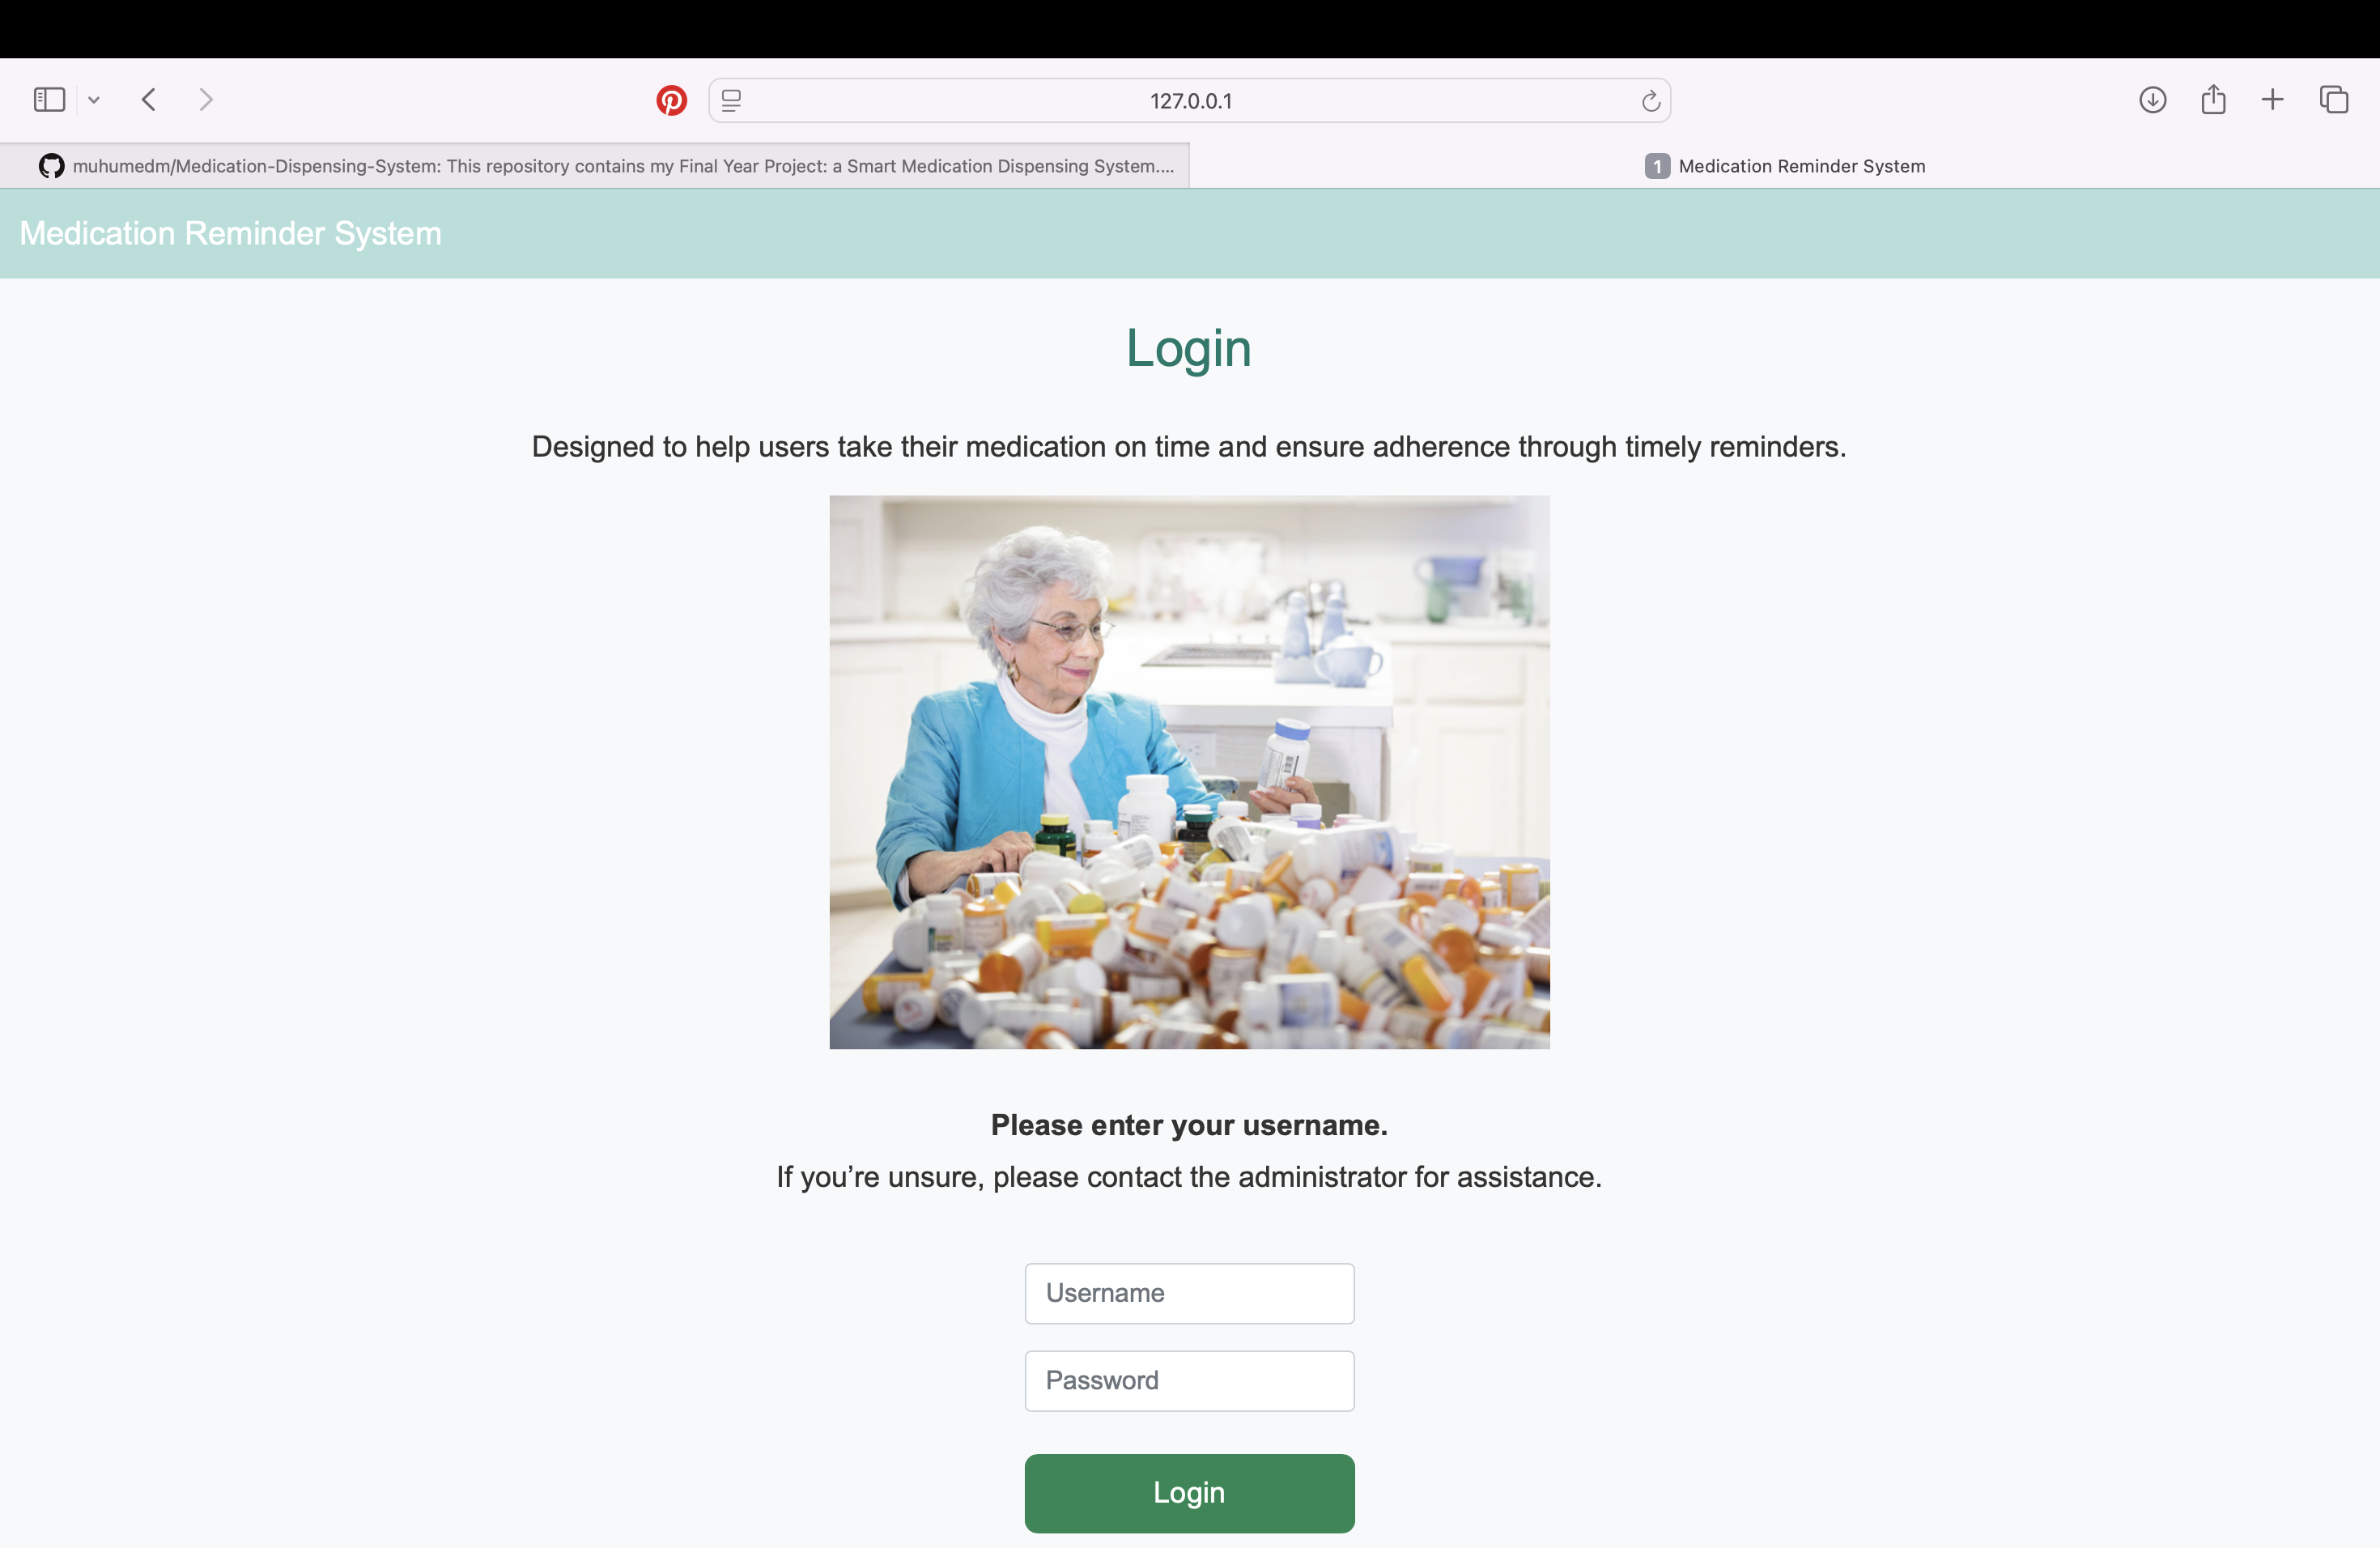 127.0.0.1
muhumedm/Medication-Dispensing-System: This repository contains my Final Year Project: a Smart Medication Dispensing System....
1 Medication Reminder System
Medication Reminder System
Login
Designed to help users take their medication on time and ensure adherence through timely reminders.
Please enter your username.
If you’re unsure, please contact the administrator for assistance.
Username
Password
Login